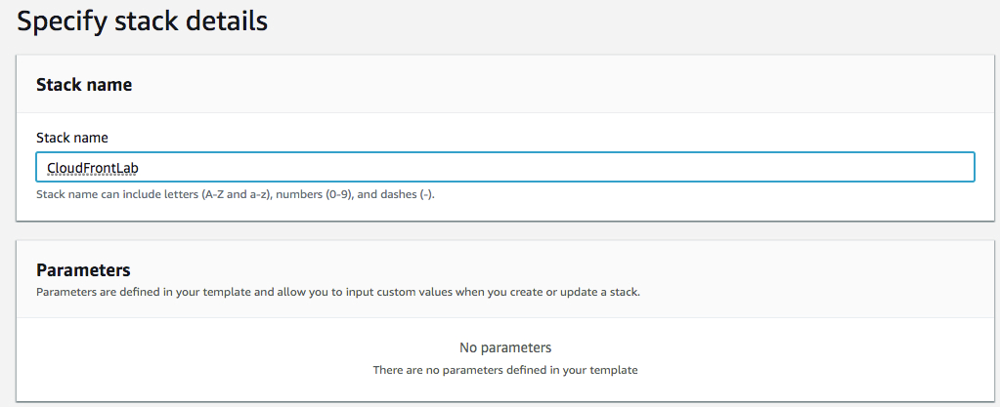 Specify stack details
Stack name
Stack name
CloudFrontLab
Stack name can include letters (A-Z and a-z), numbers (0-9), and dashes (-).
Parameters
Parameters are defined in your template and allow you to input custom values when you create or update a stack.
No parameters
There are no parameters defined in your template